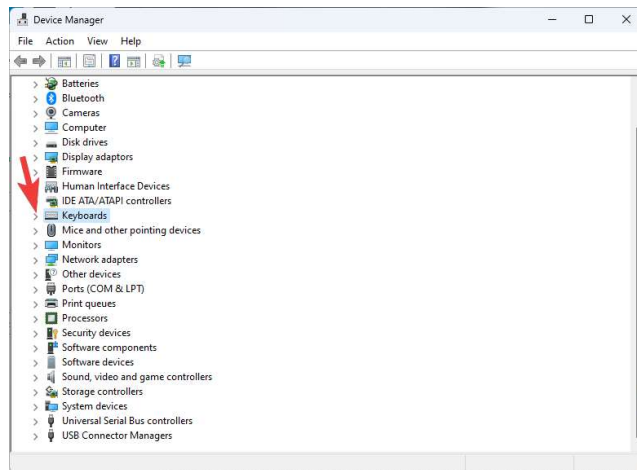 Device Manager
File Action View Help
Batteries
Bluetooth
Cameras
Computer
Disk drives
Display adaptors
Firmware
Human Interface Devices
IDE ATA/ATAPI controllers
Keyboards
Mice and other pointing devices
Monitors
Network adapters
Other devices
Ports (COM & LPT)
Print queues
Processors
Security devices
Software components
Software devices
Sound, video and game controllers
Storage controllers
System devices
Universal Serial Bus controllers
USB Connector Managers